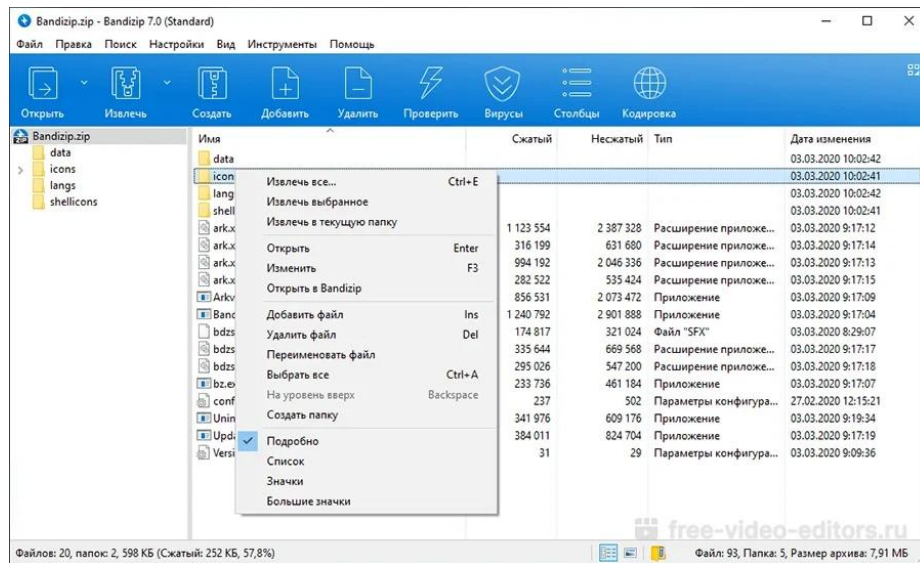 Bandizip.zip - Bandizip 7.0 (Standard)
Файл Правка Поиск Настройки Вид Инструменты Помощь
Открыть Извлечь Создать Добавить Удалить Проверить Вирусы Столбцы Кодировка
Bandizip.zip
data
icons
langs
shellicons
Имя Сжатый Несжатый Тип Дата изменения
data 03.03.2020 10:02:42
icon 03.03.2020 10:02:41
lang 03.03.2020 10:02:42
shell 03.03.2020 10:02:41
ark.x 1 123 554 2 387 328 Расширение приложе... 03.03.2020 9:17:12
ark.x 316 199 631 680 Расширение приложе... 03.03.2020 9:17:14
ark.x 994 192 2 046 336 Расширение приложе... 03.03.2020 9:17:13
ark.x 282 522 535 424 Расширение приложе... 03.03.2020 9:17:15
Arkv 856 531 2 073 472 Приложение 03.03.2020 9:17:09
Banc 1 240 792 2 901 888 Приложение 03.03.2020 9:17:04
bdzs 174 817 321 024 Файл "SFX" 03.03.2020 8:29:07
bdzs 335 644 669 568 Расширение приложе... 03.03.2020 9:17:17
bdzs 295 026 547 200 Расширение приложе... 03.03.2020 9:17:18
bz.ex 233 736 461 184 Приложение 03.03.2020 9:17:07
conf 237 502 Параметры конфигура... 27.02.2020 12:15:21
Unin 341 976 609 176 Приложение 03.03.2020 9:19:34
Upda 384 011 824 704 Приложение 03.03.2020 9:17:19
Versi 31 29 Параметры конфигура... 03.03.2020 9:09:36
Извлечь все... Ctrl+E
Извлечь выбранное
Извлечь в текущую папку
Открыть Enter
Изменить F3
Открыть в Bandizip
Добавить файл Ins
Удалить файл Del
Переименовать файл
Выбрать все Ctrl+A
На уровень вверх Backspace
Создать папку
Подробно
Список
Значки
Большие значки
free-video-editors.ru
Файлов: 20, папок: 2, 598 КБ (Сжатый: 252 КБ, 57,8%) Файл: 93, Папка: 5, Размер архива: 7,91 МБ